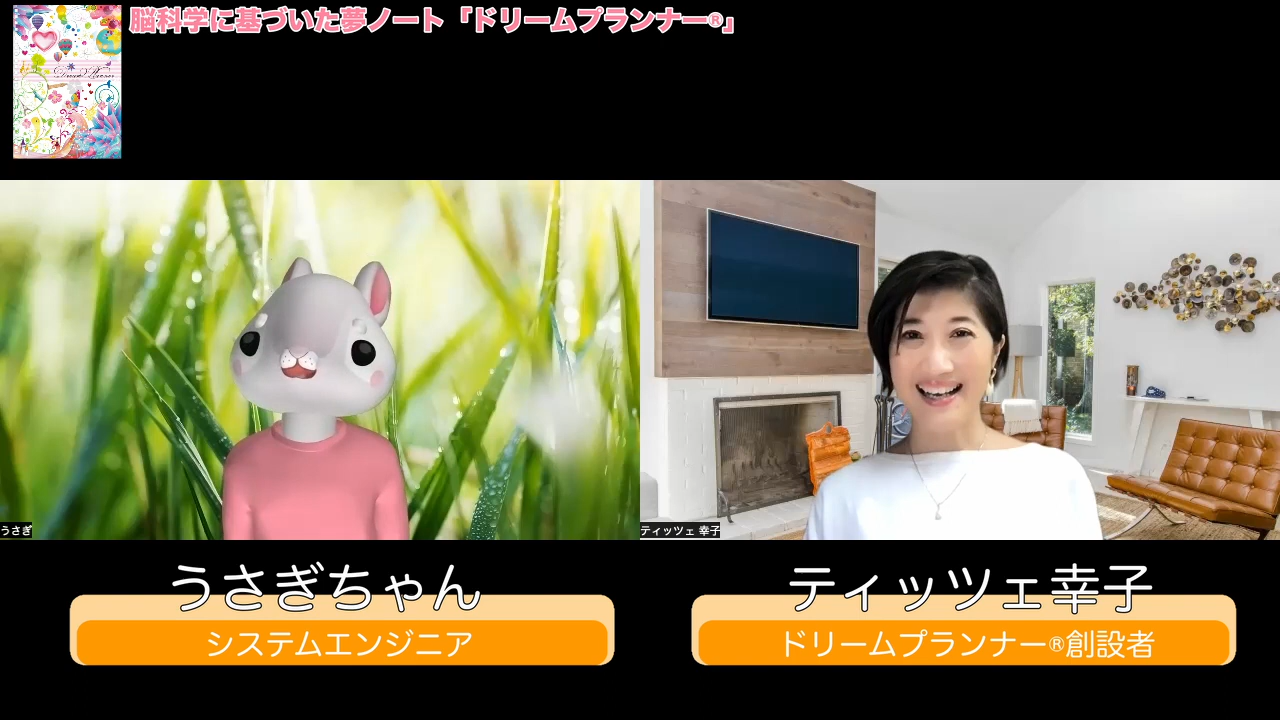 脳科学に基づいた夢ノート「ドリームプランナー®」
うさぎ
ティッツェ 幸子
うさぎちゃん
ティッツェ幸子
システムエンジニア
ドリームプランナー®創設者